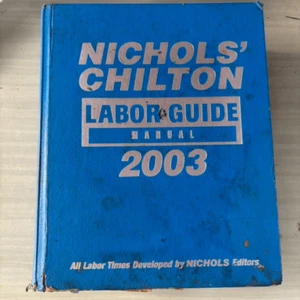 NICHOLS'
CHILTON
LABOR GUIDE
MANUAL
2003
All Labor Times Developed by NICHOLS Editors